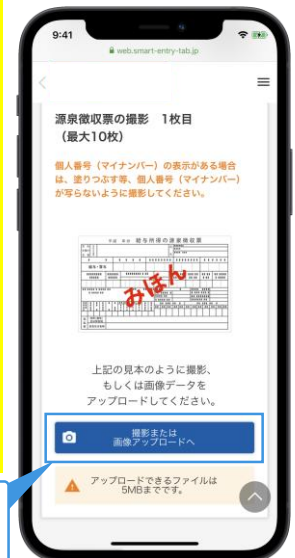 9:41
web.smart-entry-tab.jp
源泉徴収票の撮影 1枚目
（最大10枚）
個人番号（マイナンバー）の表示がある場合
は、塗りつぶす等、個人番号（マイナンバー）
が写らないように撮影してください。
給与所得の源泉徴収票
みほん
上記の見本のように撮影、
もしくは画像データを
アップロードしてください。
撮影または
画像アップロードへ
アップロードできるファイルは
5MBまでです。